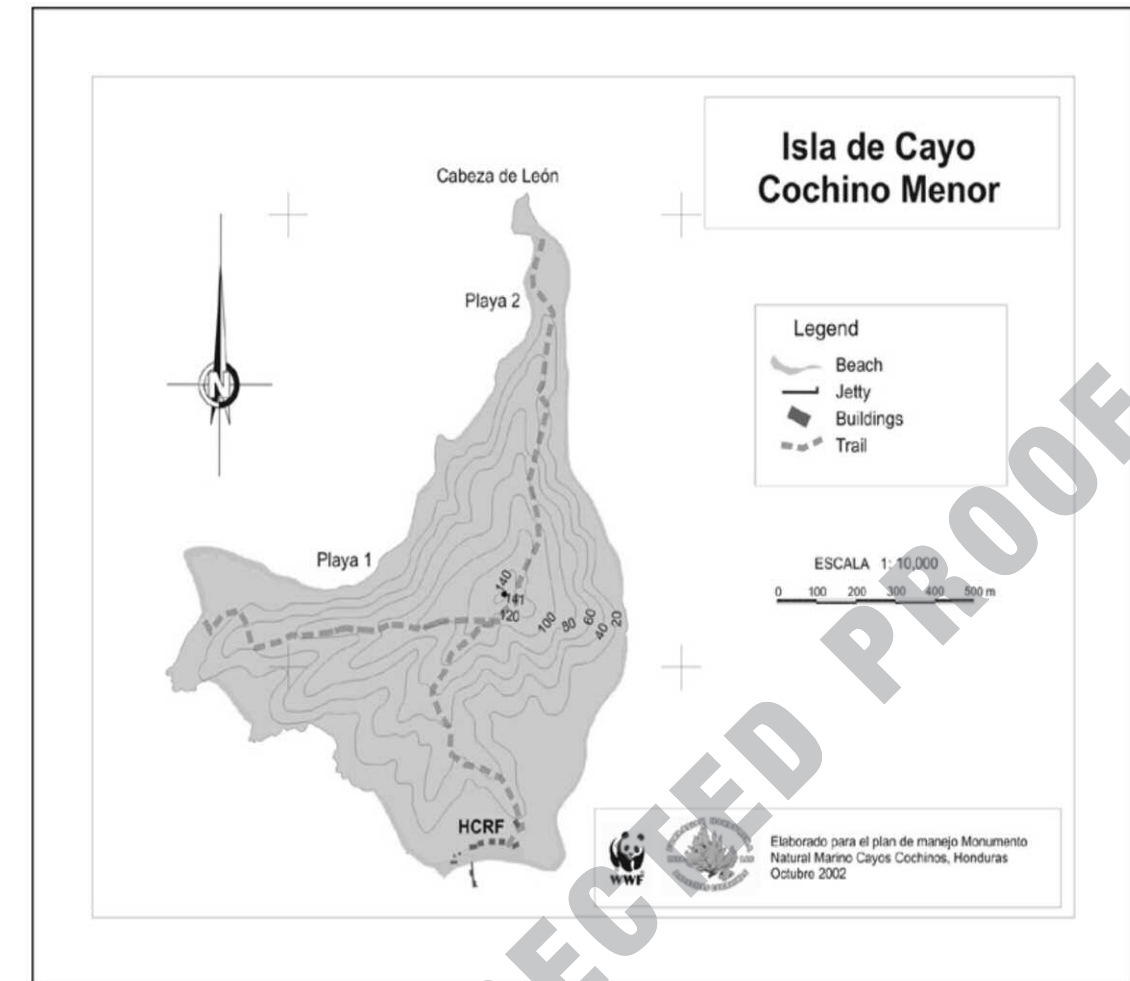 Isla de Cayo
Cochino Menor
Cabeza de León
N
Playa 2
Legend
Beach
Jetty
Buildings
Trail
Playa 1
ESCALA 1: 10,000
0 100 200 300 400 500 m
140
141
120
100
80
60
40
20
HCRF
WWF
Elaborado para el plan de manejo Monumento
Natural Marino Cayos Cochinos, Honduras
Octubre 2002
ECTED PROOF